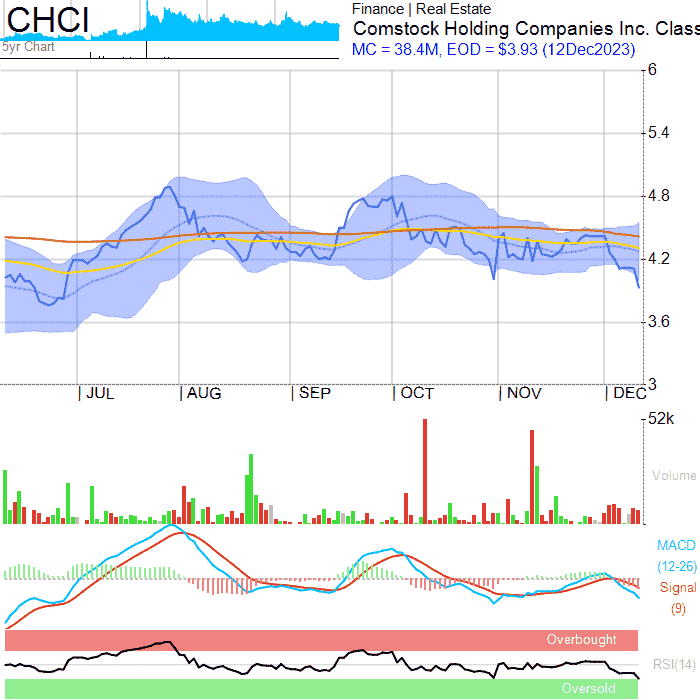 CHCI
5yr Chart
Finance | Real Estate
Comstock Holding Companies Inc. Class
MC = 38.4M, EOD = $3.93 (12Dec2023)
6
5.4
4.8
4.2
3.6
3
| JUL
| AUG
| SEP
| OCT
| NOV
| DEC
52k
Volume
MACD
(12-26)
Signal
(9)
Overbought
RSI(14)
Oversold